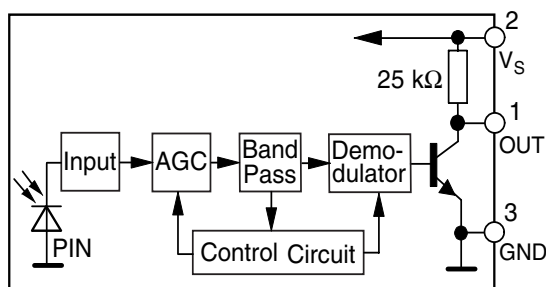 2
V_S
25 kΩ
1
OUT
Input
AGC
Band
Pass
Demo-
dulator
3
GND
PIN
Control Circuit